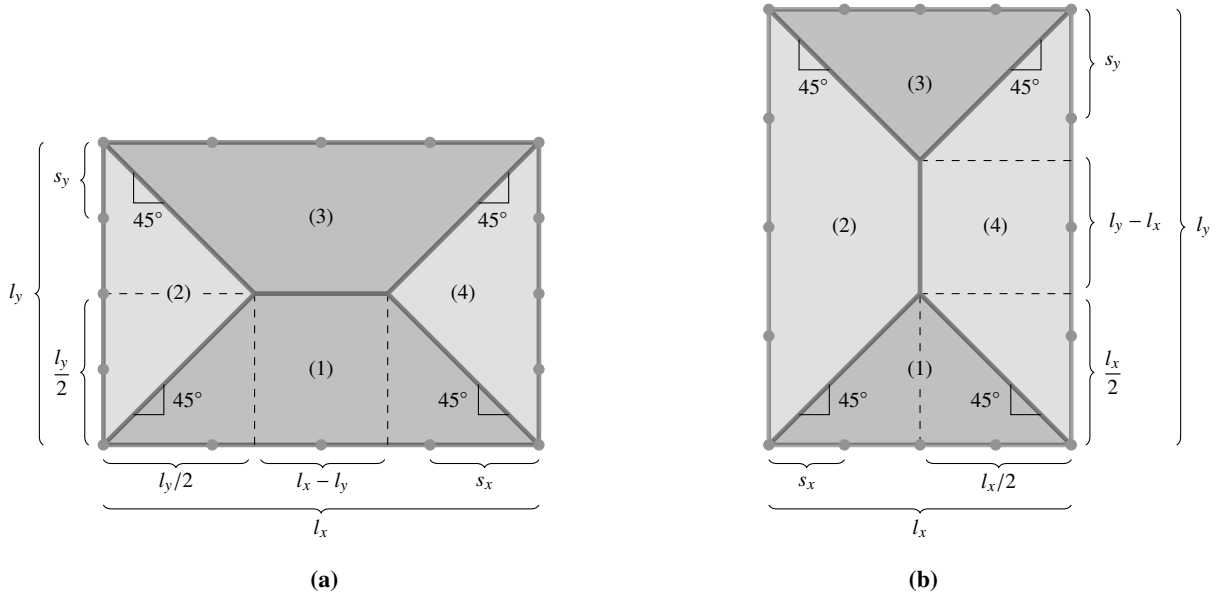 (3)
45°
45°
s_y
(2)
(4)
l_y
l_y/2
(1)
45°
45°
l_y/2
l_x − l_y
s_x
l_x
(a)
s_y
45°
(3)
45°
(2)
(4)
l_y − l_x
l_y
(1)
l_x/2
45°
45°
s_x
l_x/2
l_x
(b)